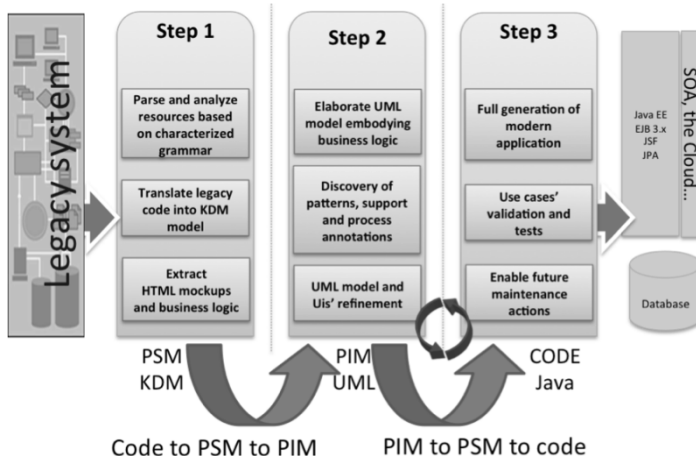 Legacy system
Step 1
Parse and analyze
resources based
on characterized
grammar
Translate legacy
code into KDM
model
Extract
HTML mockups
and business logic
Step 2
Elaborate UML
model embodying
business logic
Discovery of
patterns, support
and process
annotations
UML model and
Uis' refinement
Step 3
Full generation of
modern
application
Use cases'
validation and
tests
Enable future
maintenance
actions
Java EE
EJB 3.x
JSF
JPA
SOA, the Cloud...
Database
PSM
KDM
PIM
UML
CODE
Java
Code to PSM to PIM
PIM to PSM to code